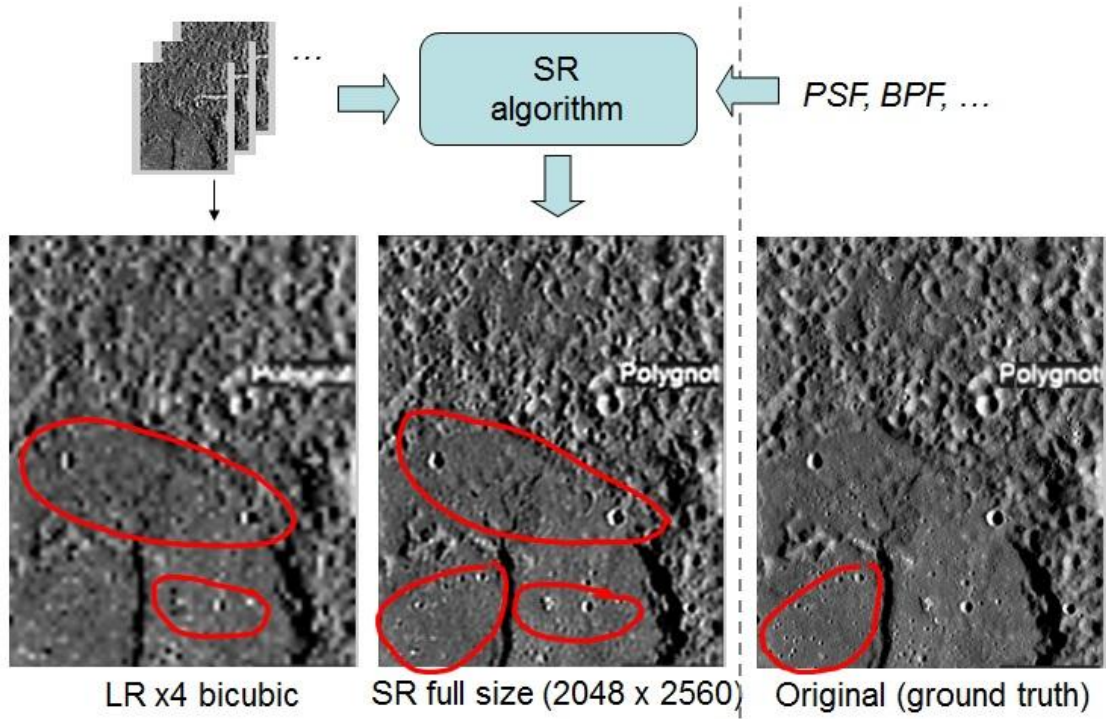 ...
SR
algorithm
PSF, BPF, ...
Polygnot
Polygnot
Polygnot
LR x4 bicubic
SR full size (2048 x 2560)
Original (ground truth)